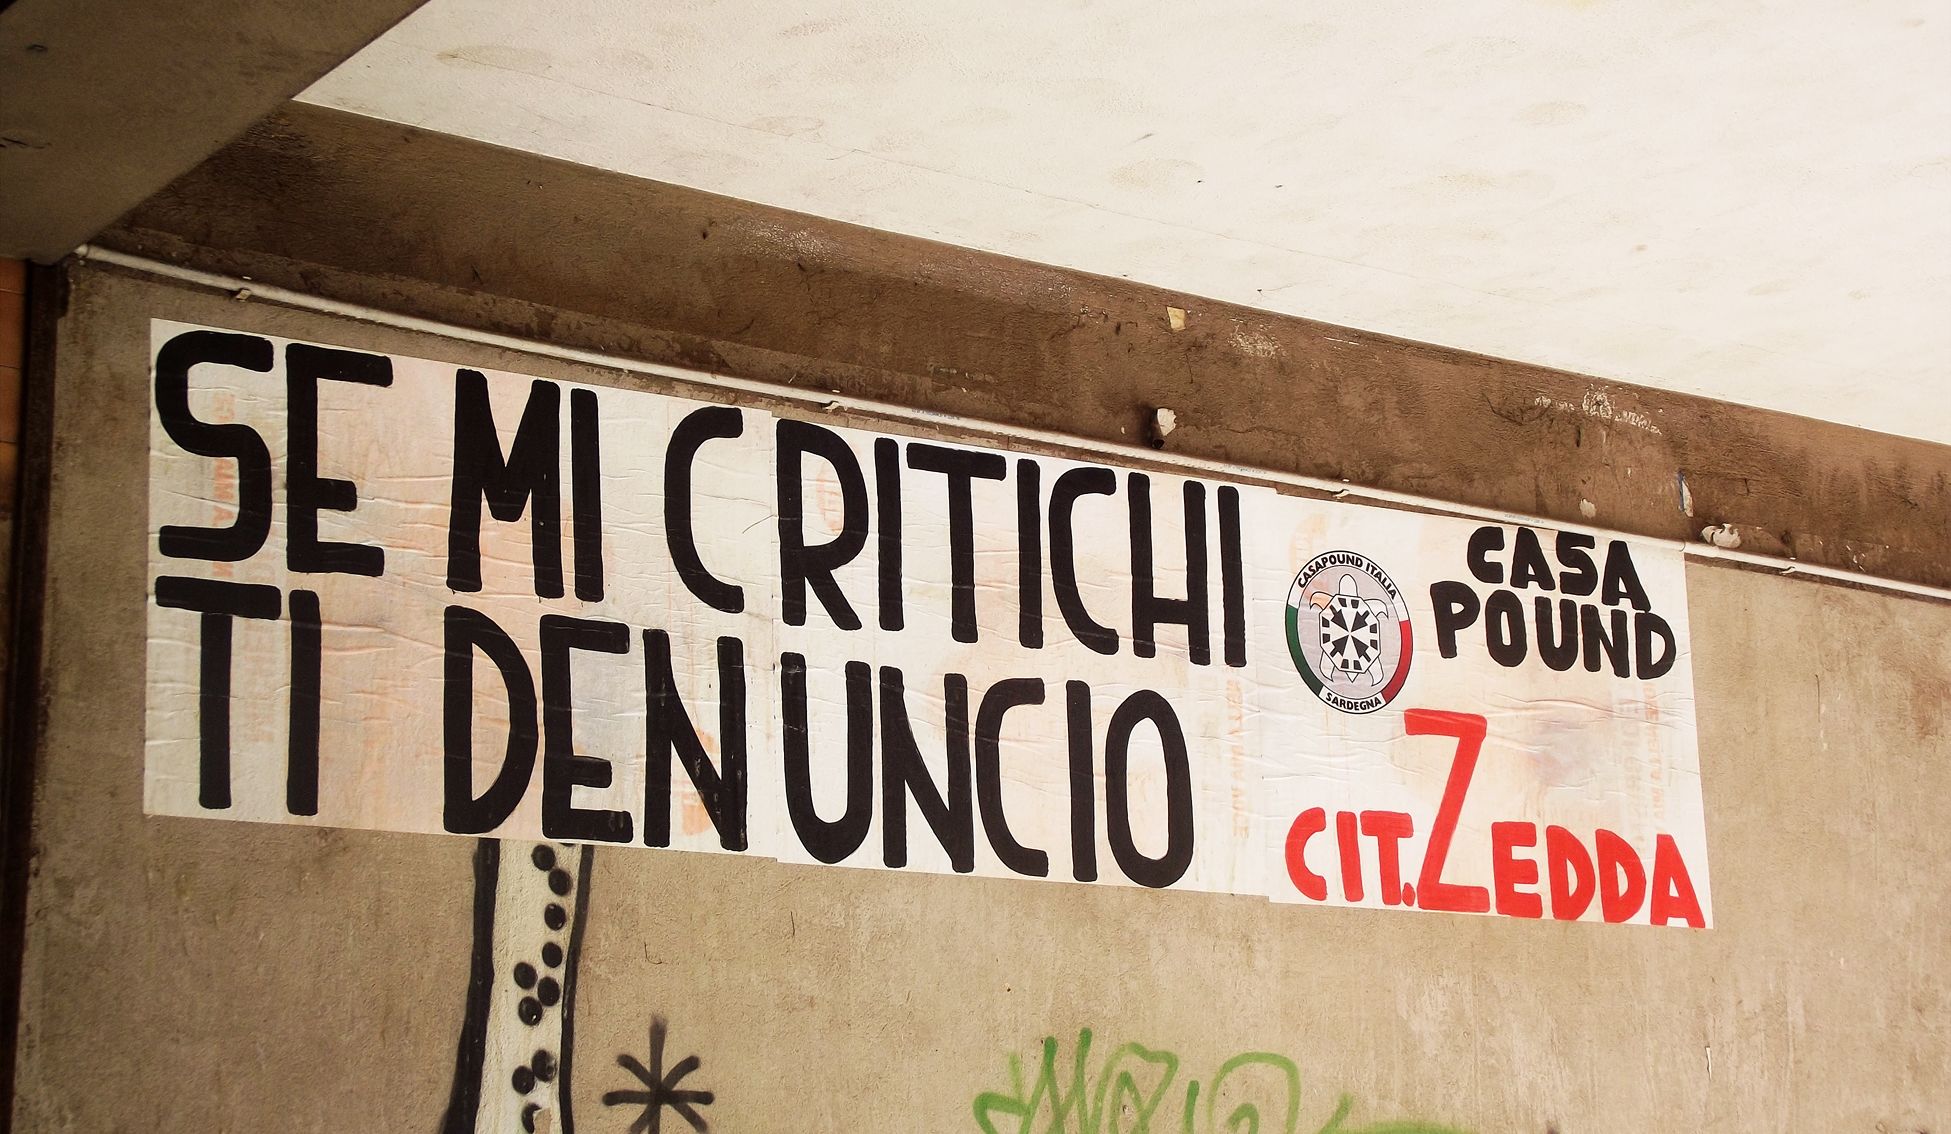 SE MI CRITICHI
TI DENUNCIO
CASAPOUND ITALIA
SARDEGNA
CASA
POUND
CIT. ZEDDA